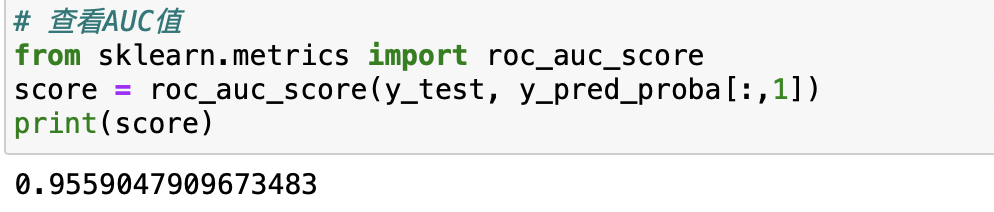 # 查看AUC值
from sklearn.metrics import roc_auc_score
score = roc_auc_score(y_test, y_pred_proba[:,1])
print(score)
0.9559047909673483